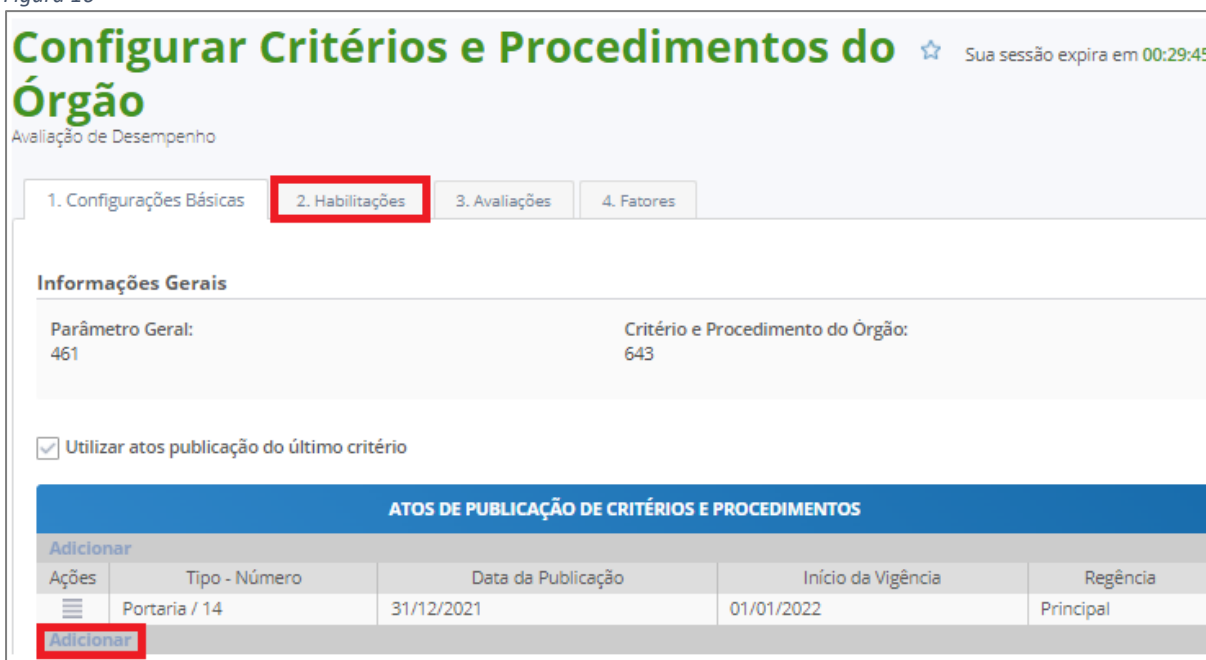 Configurar Critérios e Procedimentos do Órgão
Sua sessão expira em 00:29:45
Avaliação de Desempenho
1. Configurações Básicas
2. Habilitações
3. Avaliações
4. Fatores
Informações Gerais
Parâmetro Geral:
461
Critério e Procedimento do Órgão:
643
Utilizar atos publicação do último critério
ATOS DE PUBLICAÇÃO DE CRITÉRIOS E PROCEDIMENTOS
Adicionar
Ações Tipo - Número Data da Publicação Início da Vigência Regência
Portaria / 14 31/12/2021 01/01/2022 Principal
Adicionar